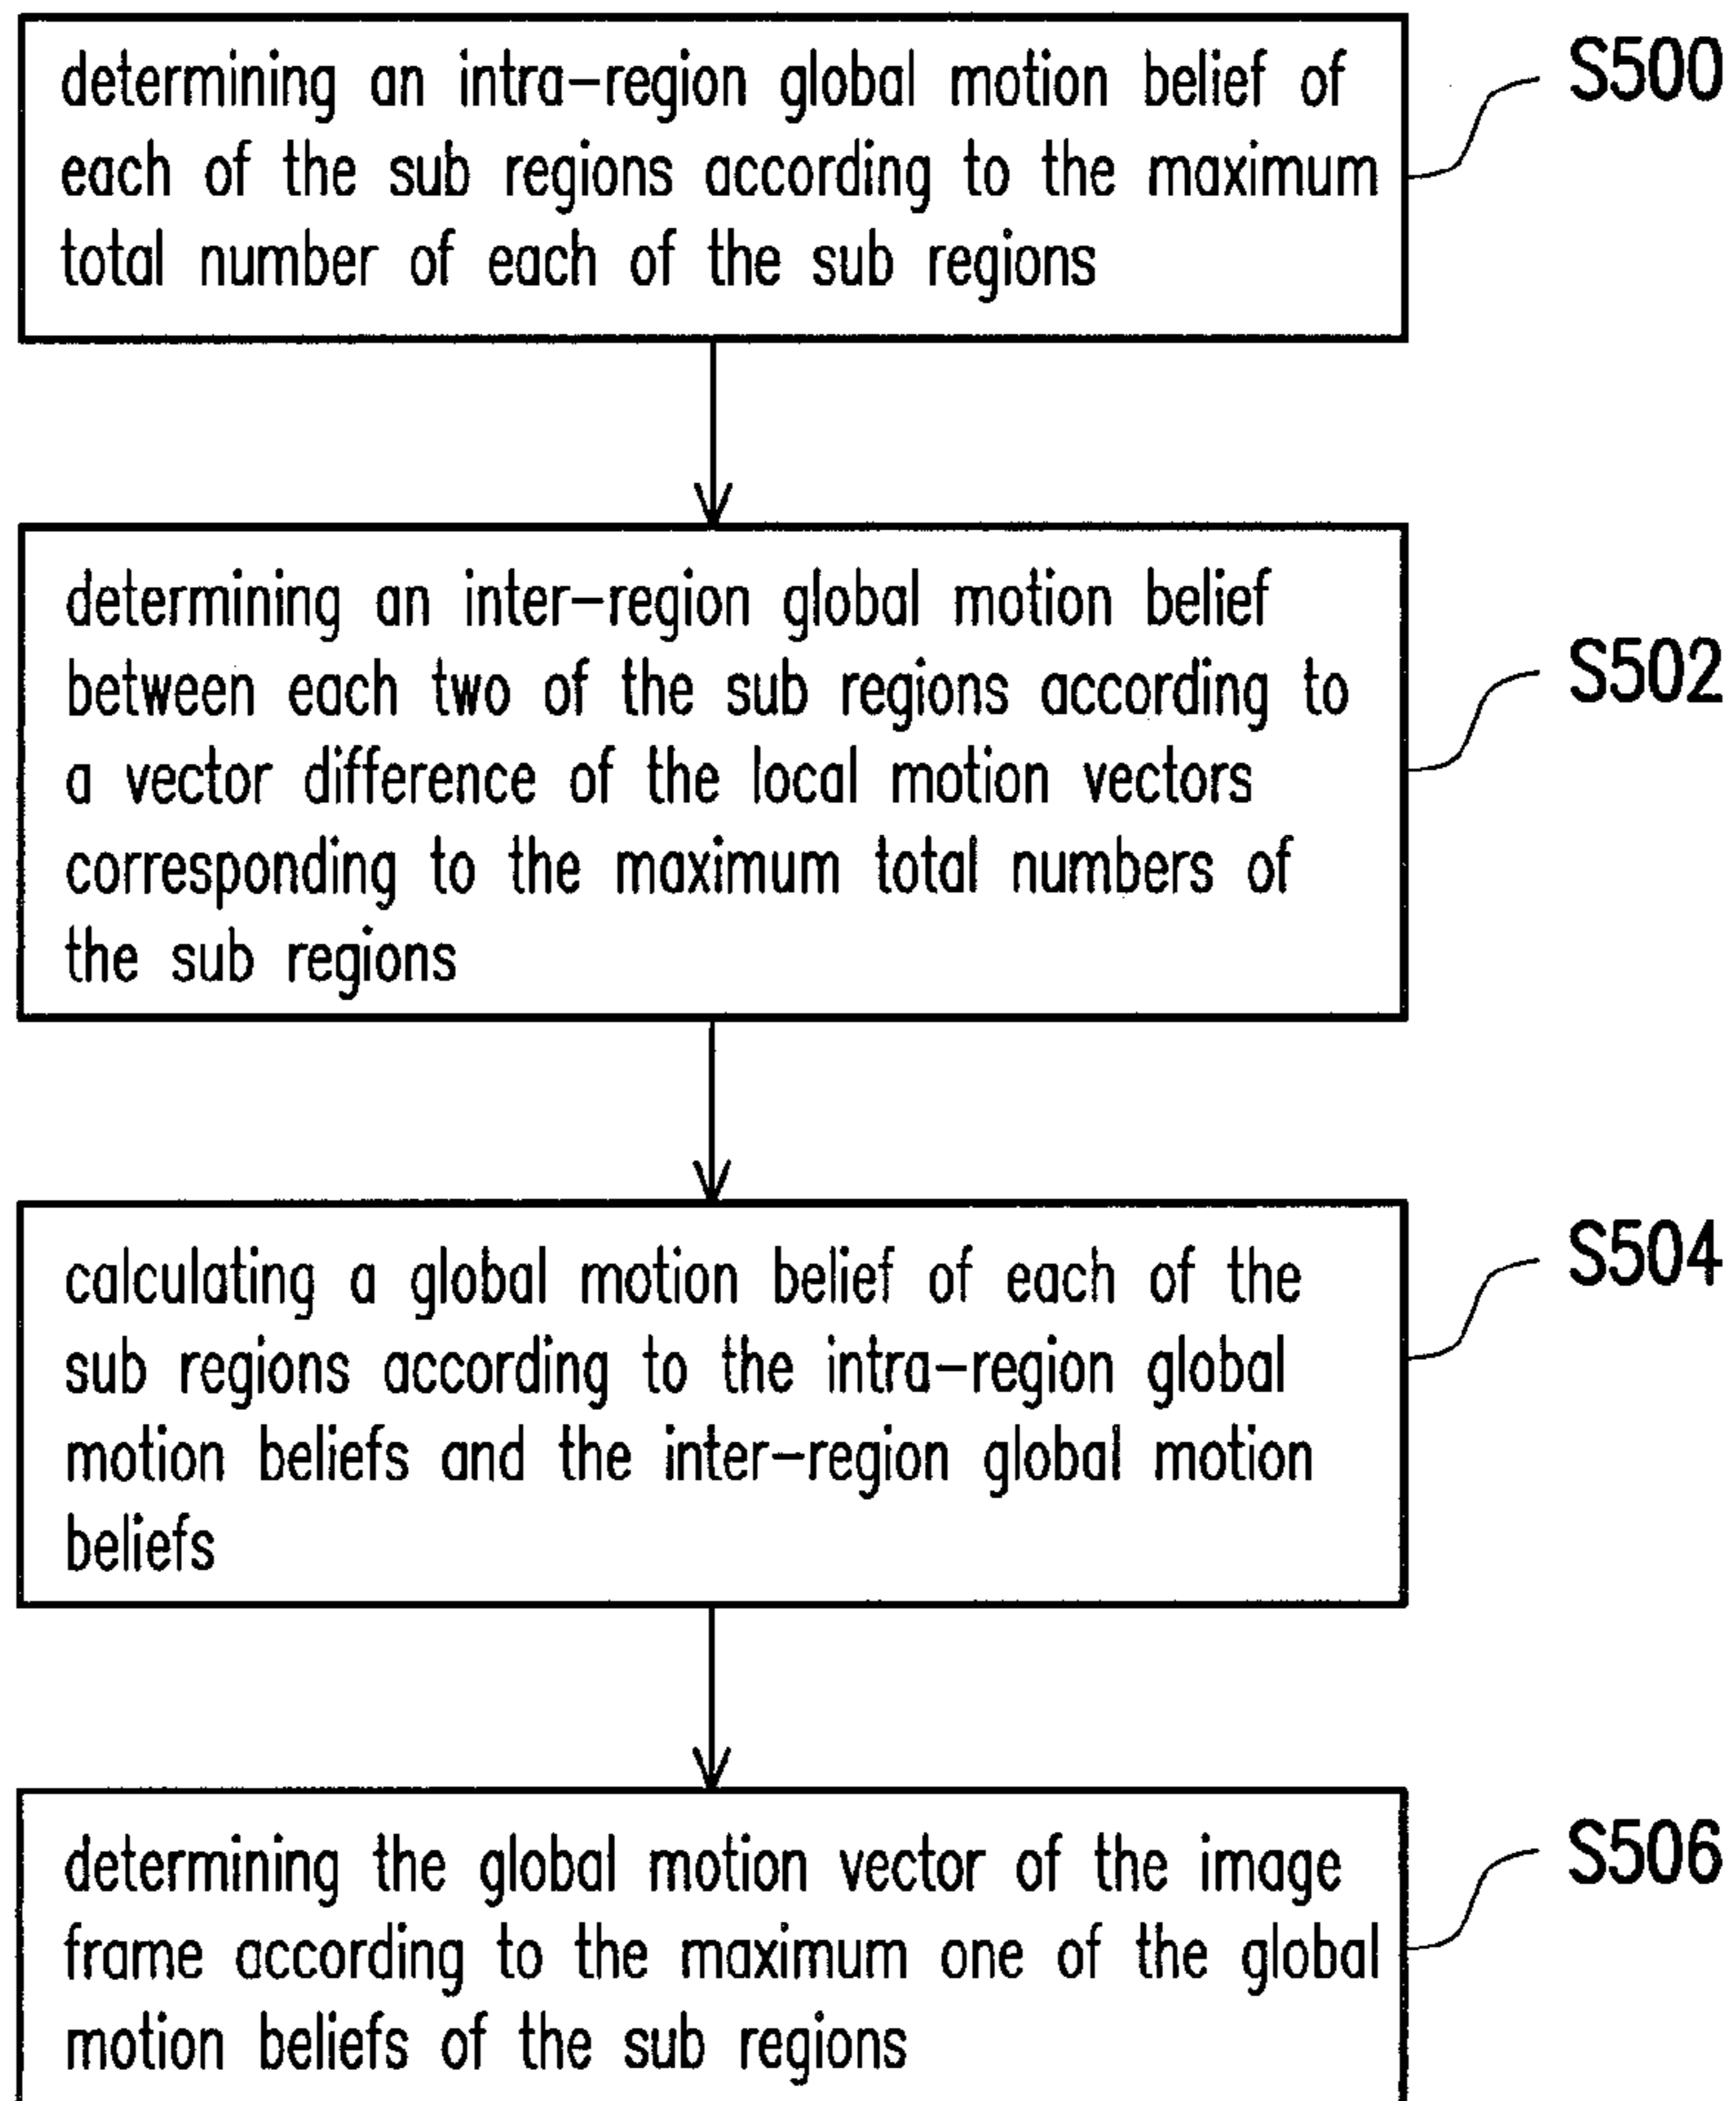 determining an intra-region global motion belief of
each of the sub regions according to the maximum
total number of each of the sub regions
S500
determining an inter-region global motion belief
between each two of the sub regions according to
a vector difference of the local motion vectors
corresponding to the maximum total numbers of
the sub regions
S502
calculating a global motion belief of each of the
sub regions according to the intra-region global
motion beliefs and the inter-region global motion
beliefs
S504
determining the global motion vector of the image
frame according to the maximum one of the global
motion beliefs of the sub regions
S506